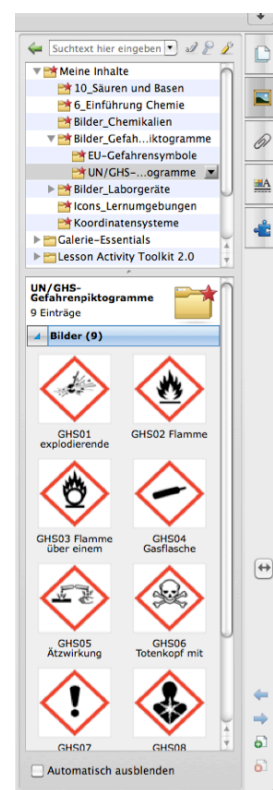 Suchtext hier eingeben
Meine Inhalte
10_Säuren und Basen
6_Einführung Chemie
Bilder_Chemikalien
Bilder_Gefah...iktogramme
EU-Gefahrensymbole
UN/GHS-...ogramme
Bilder_Laborgeräte
Icons_Lernumgebungen
Koordinatensysteme
Galerie-Essentials
Lesson Activity Toolkit 2.0
UN/GHS-
Gefahrenpiktogramme
9 Einträge
Bilder (9)
GHS01
explodierende
GHS02 Flamme
GHS03 Flamme
über einem
GHS04
Gasflasche
GHS05
Ätzwirkung
GHS06
Totenkopf mit
GHS07
GHS08
Automatisch ausblenden